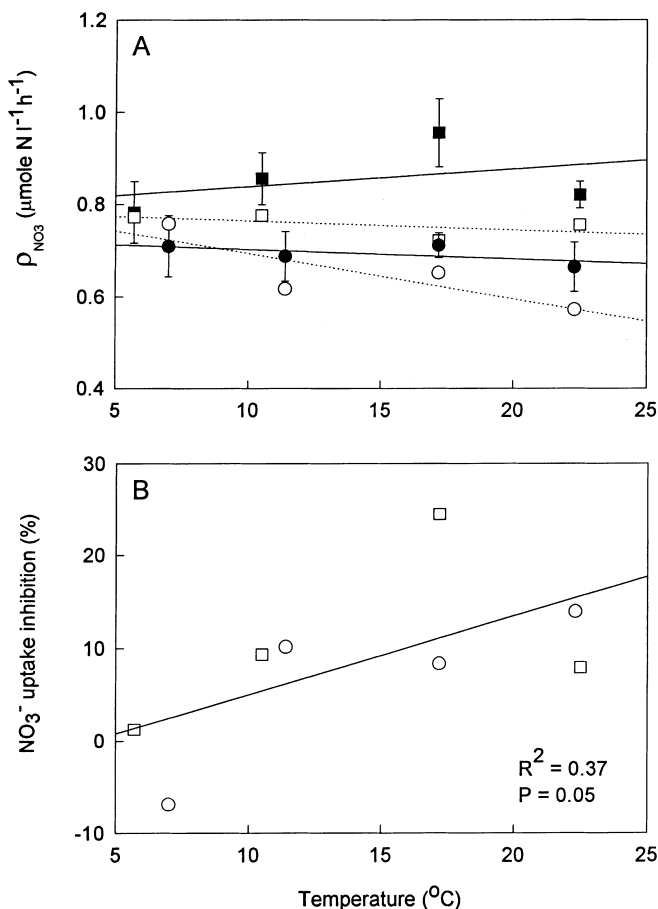 A
1.2
1.0
0.8
0.6
0.4
ρNO3 (μmole N l-1h-1)
5 10 15 20 25
B
30
20
10
0
-10
NO3- uptake inhibition (%)
R2 = 0.37
P = 0.05
5 10 15 20 25
Temperature (oC)